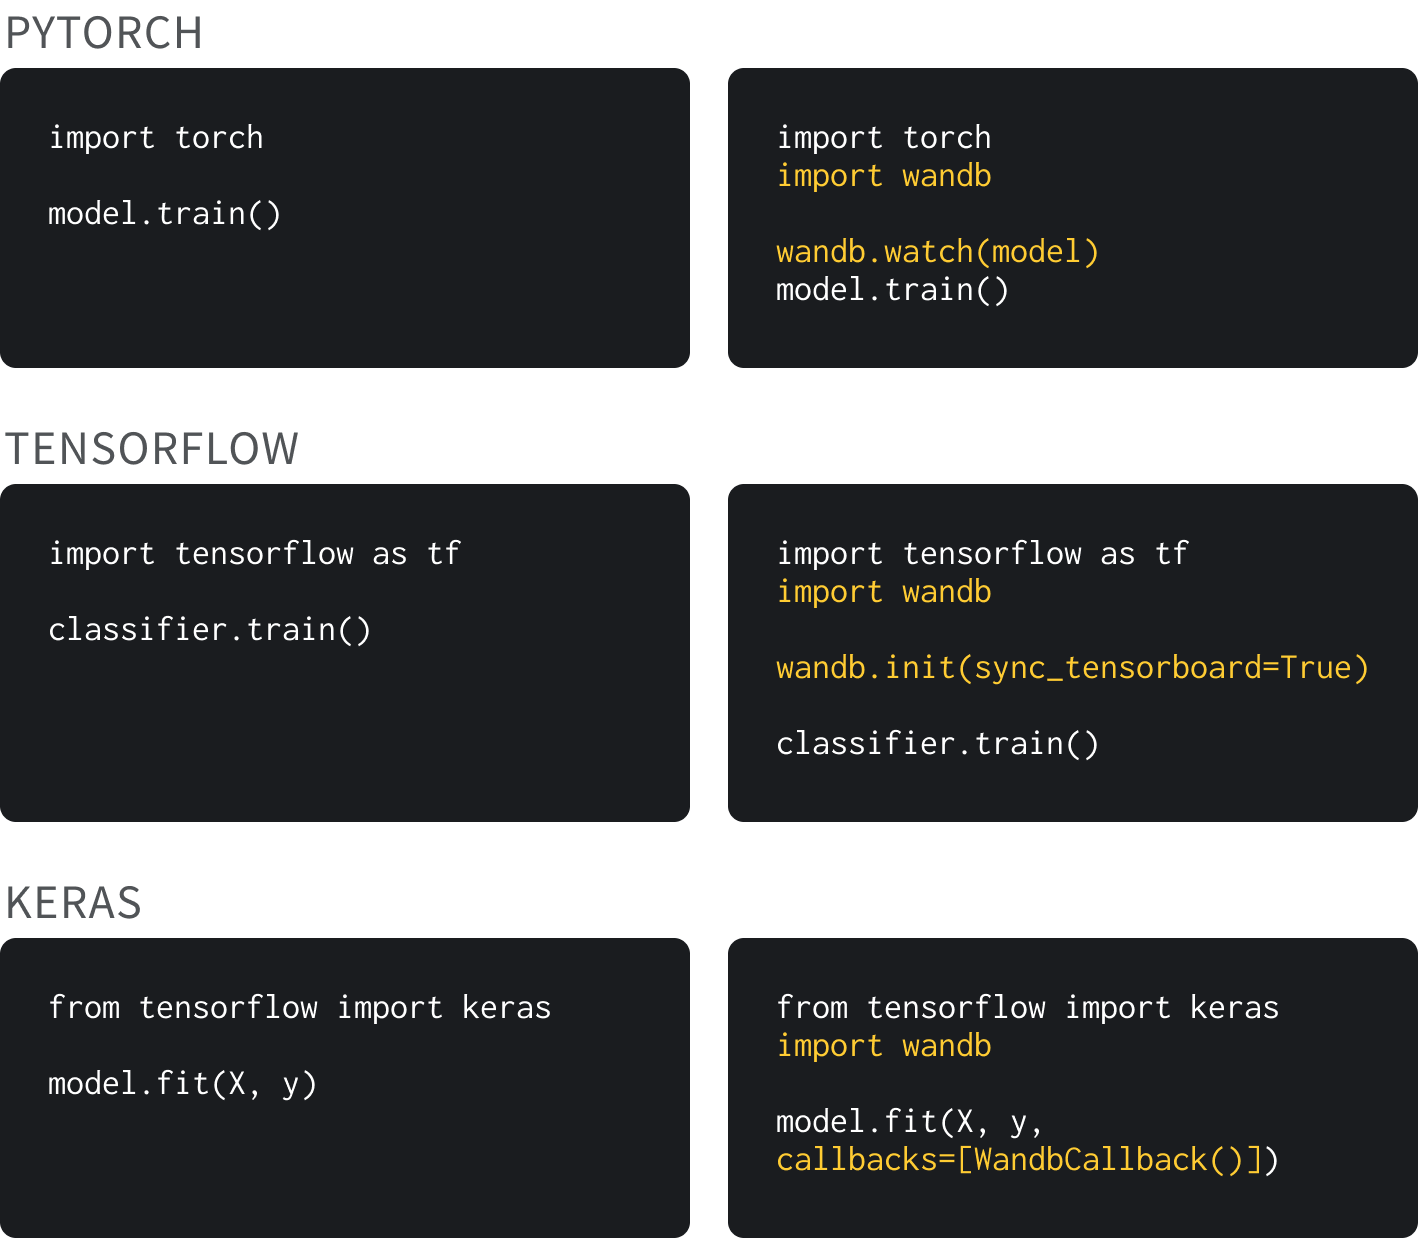 PYTORCH
import torch
model.train()
import torch
import wandb
wandb.watch(model)
model.train()
TENSORFLOW
import tensorflow as tf
classifier.train()
import tensorflow as tf
import wandb
wandb.init(sync_tensorboard=True)
classifier.train()
KERAS
from tensorflow import keras
model.fit(X, y)
from tensorflow import keras
import wandb
model.fit(X, y,
callbacks=[WandbCallback()])